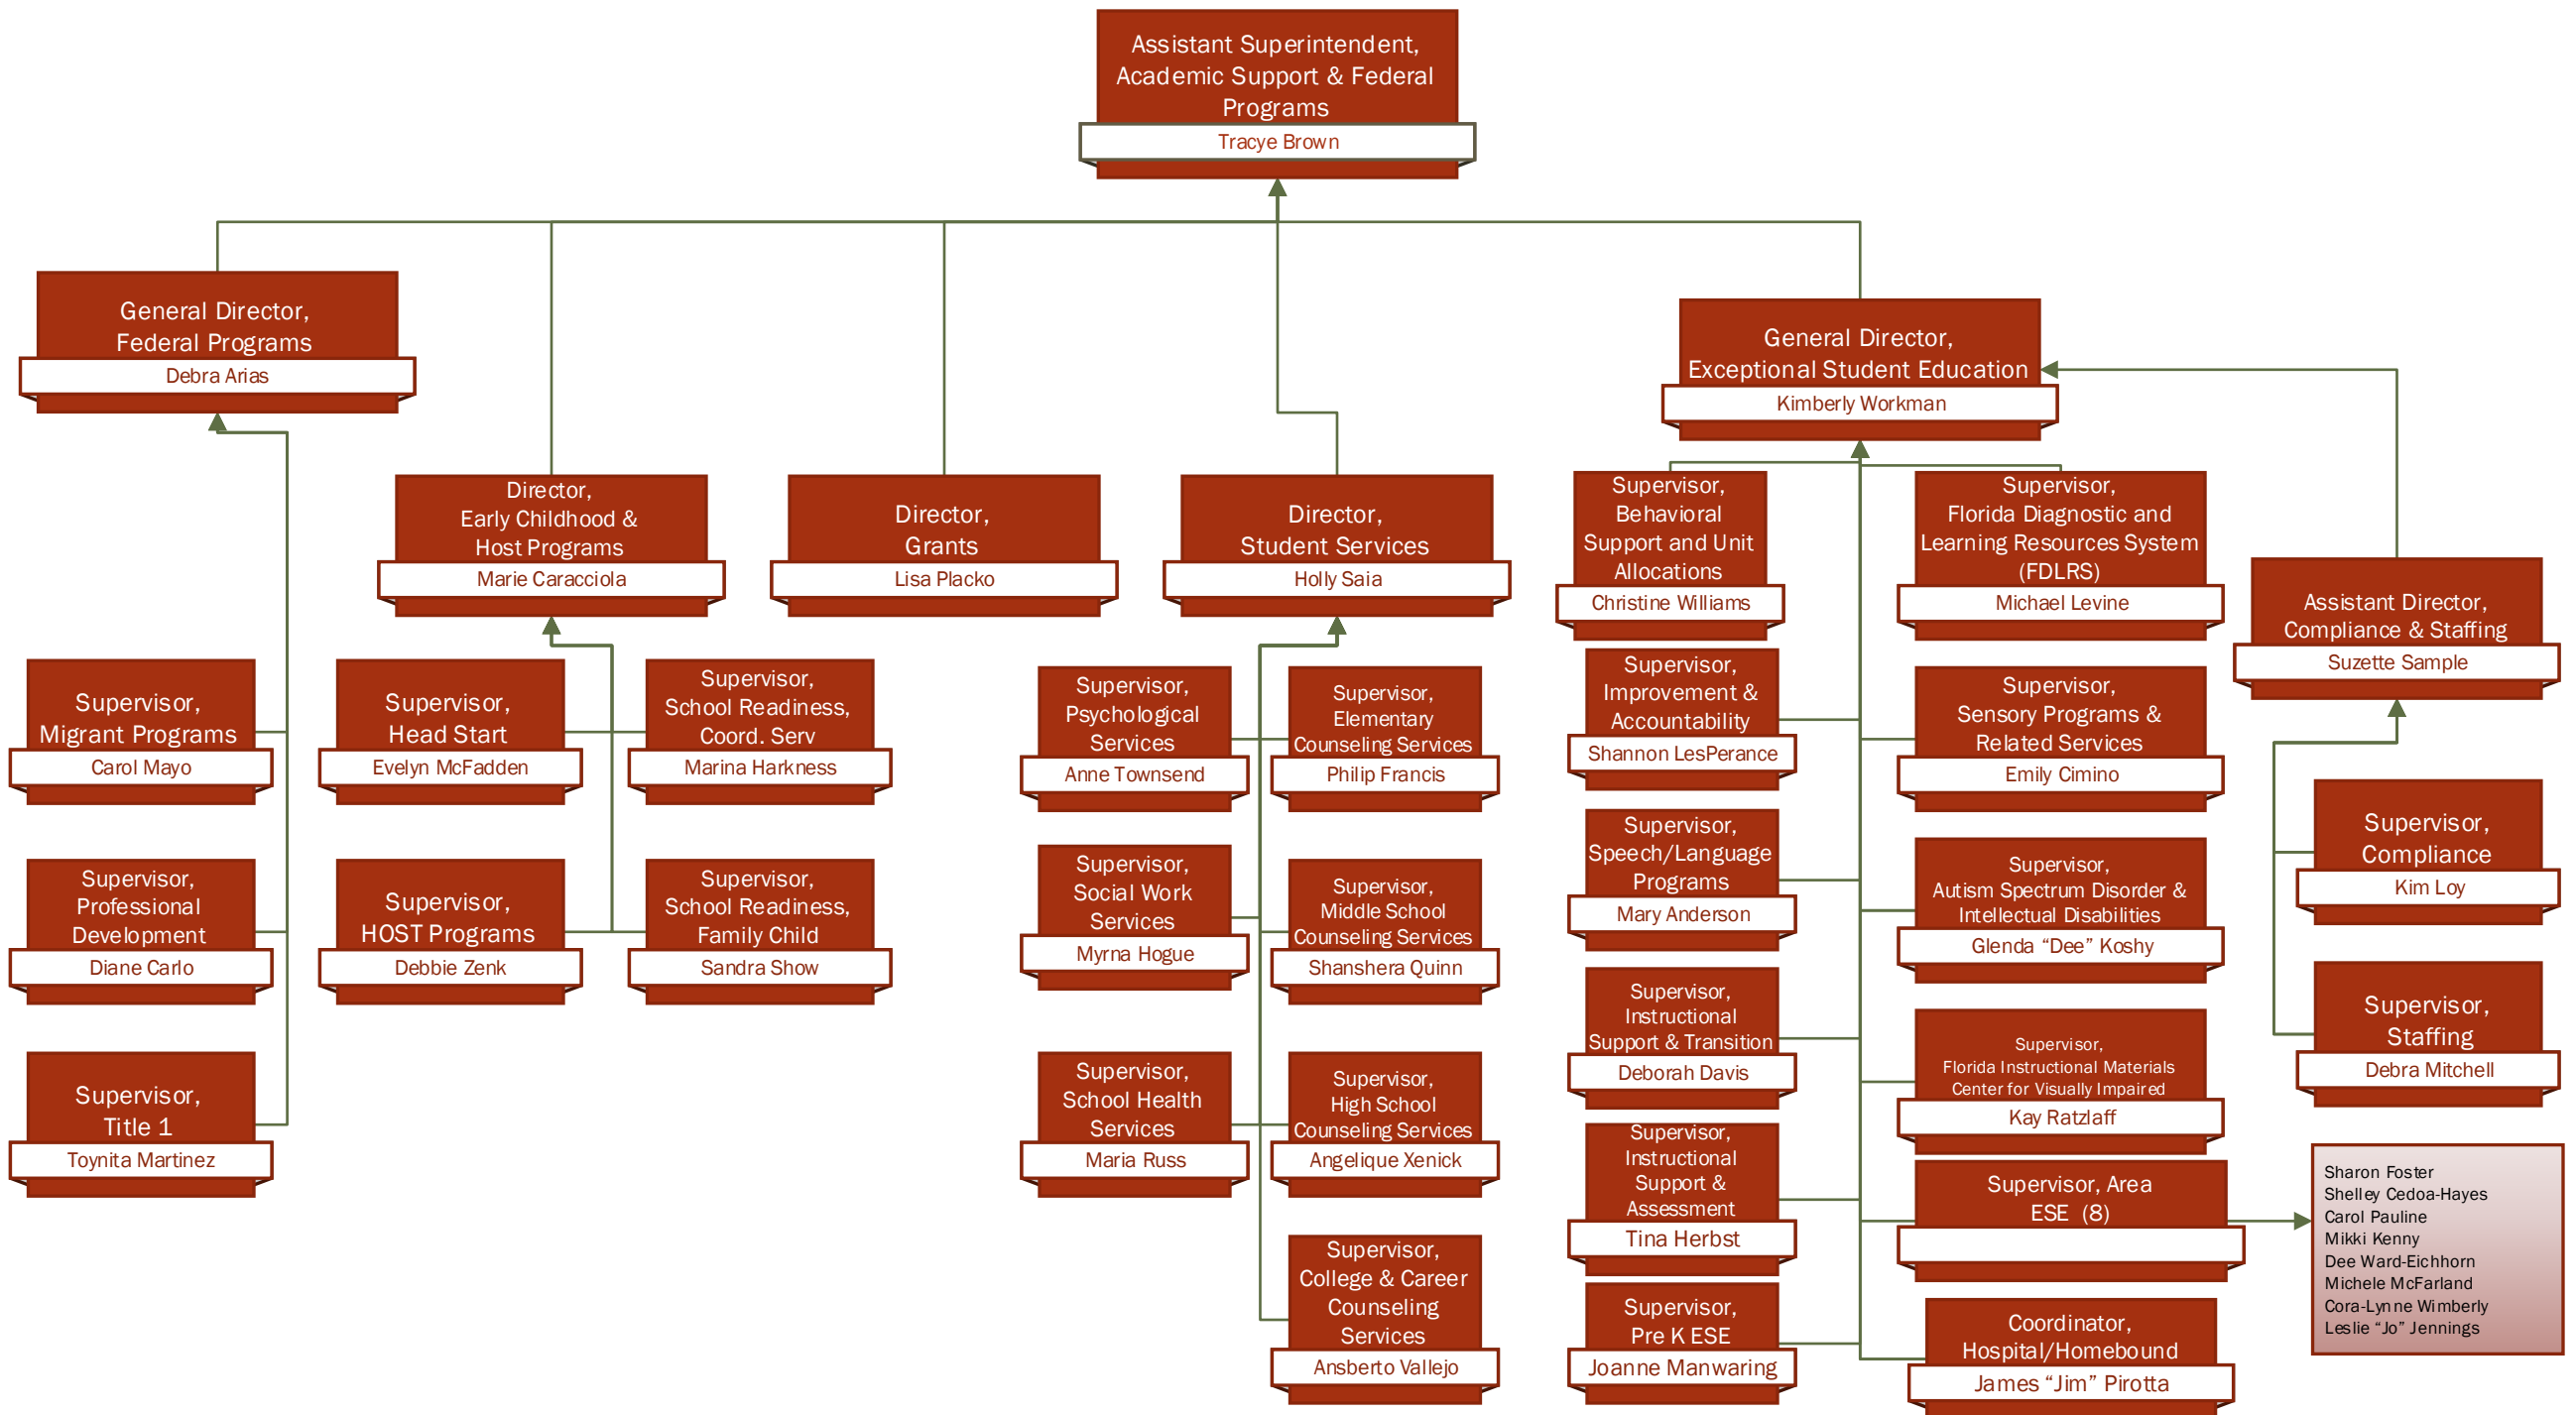 Assistant Superintendent,
Academic Support & Federal
Programs
Tracye Brown
General Director,
Federal Programs
Debra Arias
General Director,
Exceptional Student Education
Kimberly Workman
Director,
Early Childhood &
Host Programs
Marie Caracciola
Director,
Grants
Lisa Placko
Director,
Student Services
Holly Saia
Supervisor,
Behavioral
Support and Unit
Allocations
Christine Williams
Supervisor,
Florida Diagnostic and
Learning Resources System
(FDLRS)
Michael Levine
Assistant Director,
Compliance & Staffing
Suzette Sample
Supervisor,
Migrant Programs
Carol Mayo
Supervisor,
Head Start
Evelyn McFadden
Supervisor,
School Readiness,
Coord. Serv
Marina Harkness
Supervisor,
Psychological
Services
Anne Townsend
Supervisor,
Elementary
Counseling Services
Philip Francis
Supervisor,
Improvement &
Accountability
Shannon LesPerance
Supervisor,
Sensory Programs &
Related Services
Emily Cimino
Supervisor,
Compliance
Kim Loy
Supervisor,
Professional
Development
Diane Carlo
Supervisor,
HOST Programs
Debbie Zenk
Supervisor,
School Readiness,
Family Child
Sandra Show
Supervisor,
Social Work
Services
Myrna Hogue
Supervisor,
Middle School
Counseling Services
Shanshera Quinn
Supervisor,
Speech/Language
Programs
Mary Anderson
Supervisor,
Autism Spectrum Disorder &
Intellectual Disabilities
Glenda “Dee” Koshy
Supervisor,
Staffing
Debra Mitchell
Supervisor,
Title 1
Toynita Martinez
Supervisor,
School Health
Services
Maria Russ
Supervisor,
High School
Counseling Services
Angelique Xenick
Supervisor,
Instructional
Support & Transition
Deborah Davis
Supervisor,
Florida Instructional Materials
Center for Visually Impaired
Kay Ratzlaff
Supervisor,
Instructional
Support &
Assessment
Tina Herbst
Supervisor, Area
ESE (8)
Sharon Foster
Shelley Cedoa-Hayes
Carol Pauline
Mikki Kenny
Dee Ward-Eichhorn
Michele McFarland
Cora-Lynne Wimberly
Leslie “Jo” Jennings
Supervisor,
College & Career
Counseling
Services
Ansberto Vallejo
Supervisor,
Pre K ESE
Joanne Manwaring
Coordinator,
Hospital/Homebound
James “Jim” Pirotta